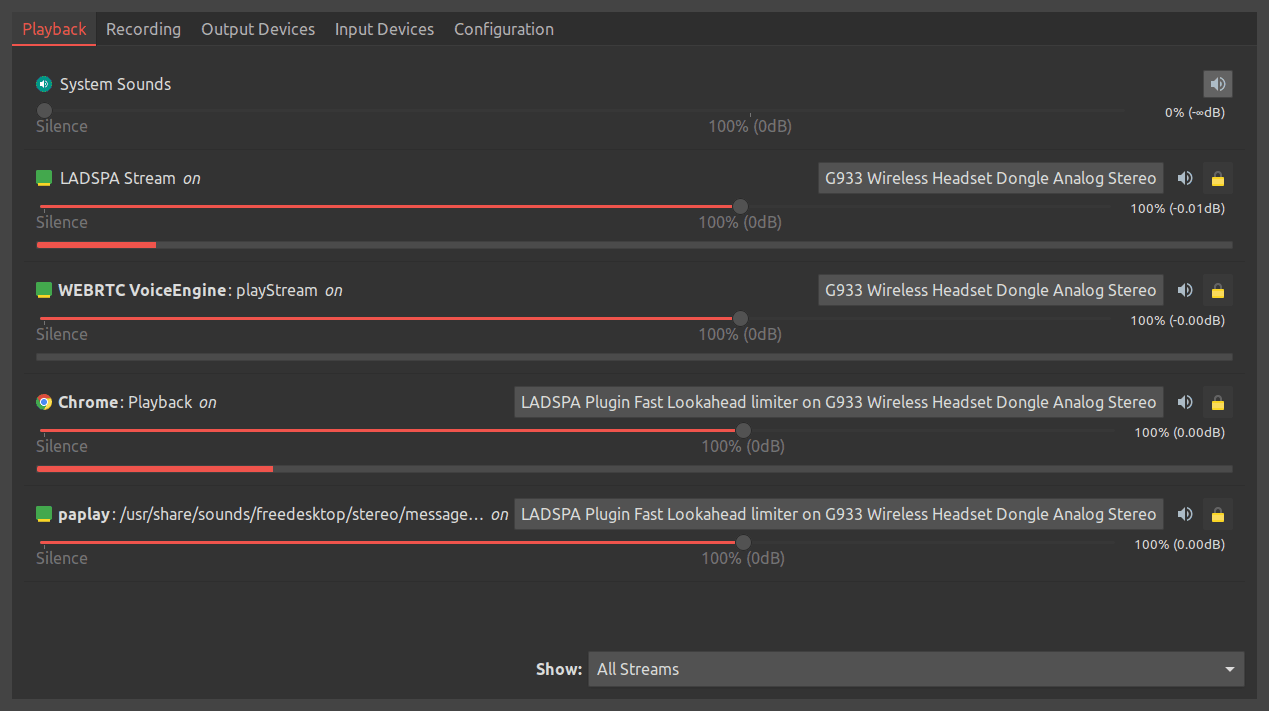 Playback Recording Output Devices Input Devices Configuration
System Sounds
0% (-∞dB)
Silence 100% (0dB)
LADSPA Stream on G933 Wireless Headset Dongle Analog Stereo
100% (-0.01dB)
Silence 100% (0dB)
WEBRTC VoiceEngine: playStream on G933 Wireless Headset Dongle Analog Stereo
100% (-0.00dB)
Silence 100% (0dB)
Chrome: Playback on LADSPA Plugin Fast Lookahead limiter on G933 Wireless Headset Dongle Analog Stereo
100% (0.00dB)
Silence 100% (0dB)
paplay: /usr/share/sounds/freedesktop/stereo/message... on LADSPA Plugin Fast Lookahead limiter on G933 Wireless Headset Dongle Analog Stereo
100% (0.00dB)
Silence 100% (0dB)
Show: All Streams